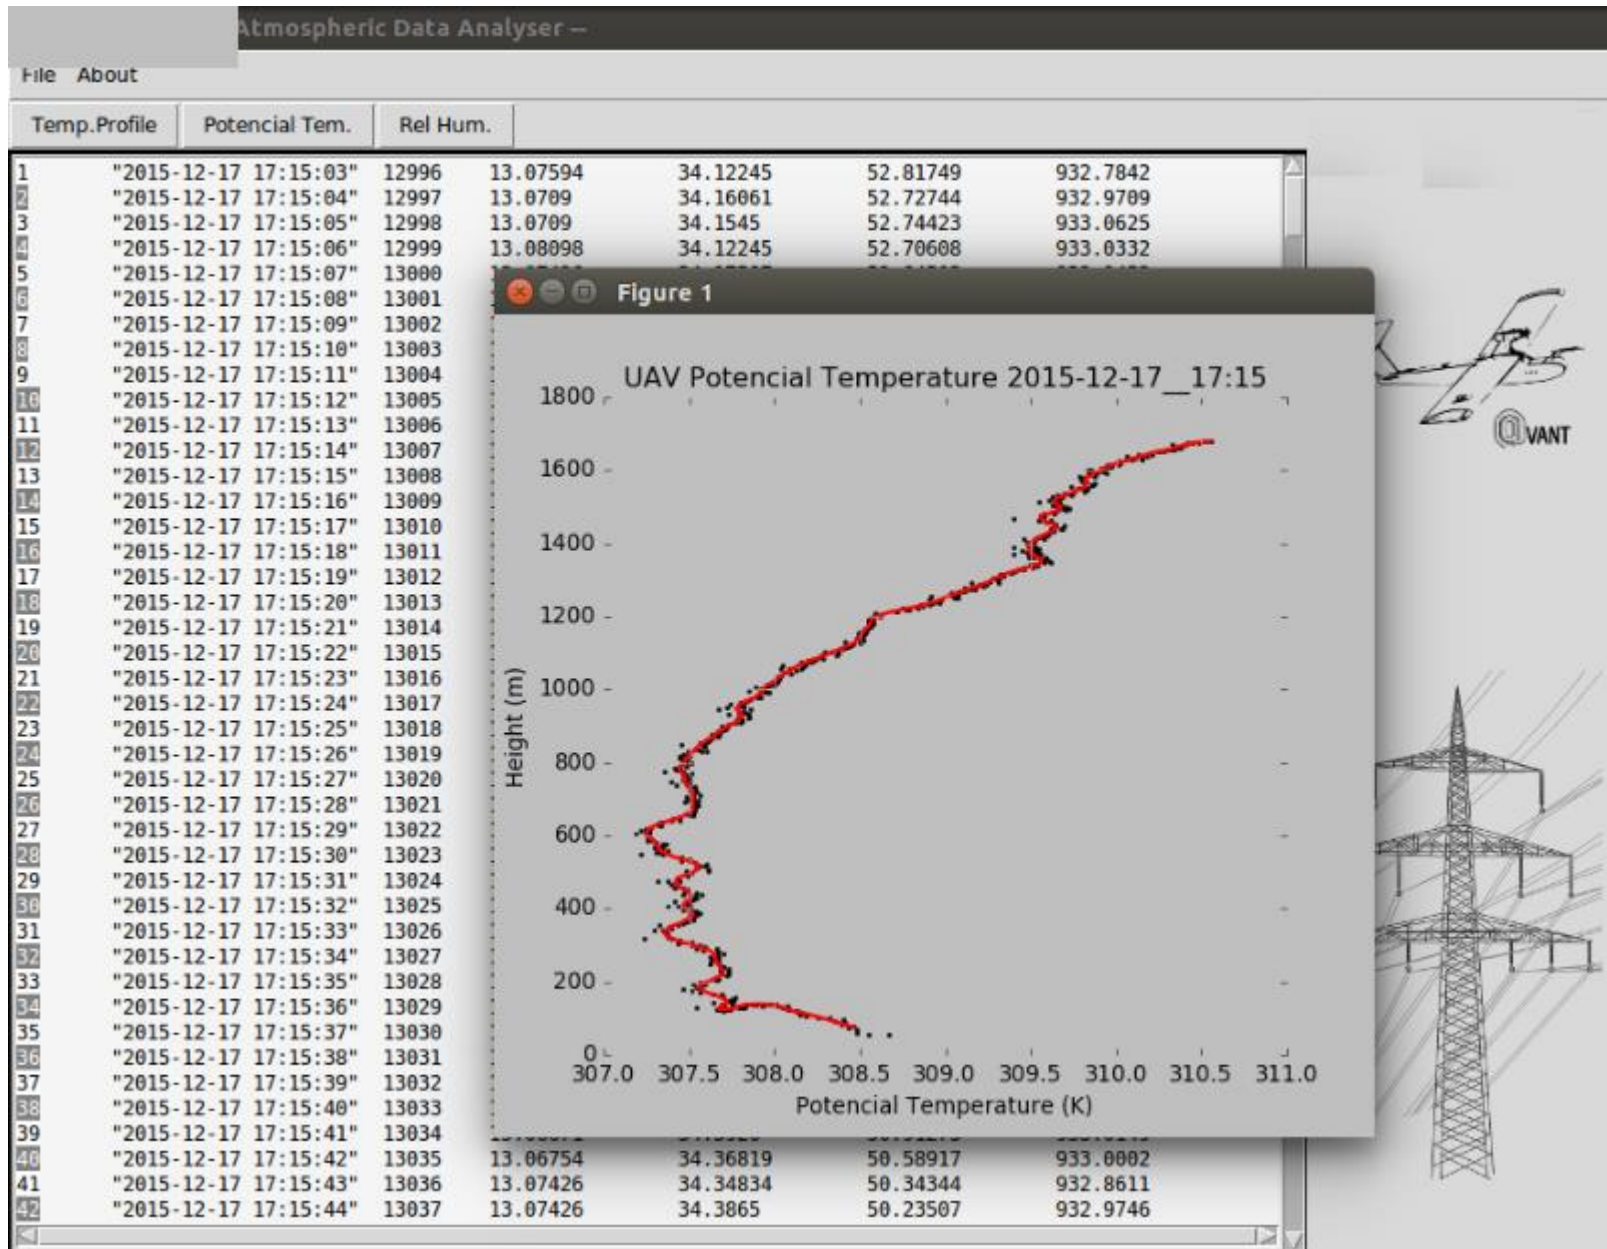 Atmospheric Data Analyser --
File About
Temp.Profile Potencial Tem. Rel Hum.
1 "2015-12-17 17:15:03" 12996 13.07594 34.12245 52.81749 932.7842
2 "2015-12-17 17:15:04" 12997 13.0709 34.16061 52.72744 932.9709
3 "2015-12-17 17:15:05" 12998 13.0709 34.1545 52.74423 933.0625
4 "2015-12-17 17:15:06" 12999 13.08098 34.12245 52.70608 933.0332
5 "2015-12-17 17:15:07" 13000
6 "2015-12-17 17:15:08" 13001
7 "2015-12-17 17:15:09" 13002
8 "2015-12-17 17:15:10" 13003
9 "2015-12-17 17:15:11" 13004
10 "2015-12-17 17:15:12" 13005
11 "2015-12-17 17:15:13" 13006
12 "2015-12-17 17:15:14" 13007
13 "2015-12-17 17:15:15" 13008
14 "2015-12-17 17:15:16" 13009
15 "2015-12-17 17:15:17" 13010
16 "2015-12-17 17:15:18" 13011
17 "2015-12-17 17:15:19" 13012
18 "2015-12-17 17:15:20" 13013
19 "2015-12-17 17:15:21" 13014
20 "2015-12-17 17:15:22" 13015
21 "2015-12-17 17:15:23" 13016
22 "2015-12-17 17:15:24" 13017
23 "2015-12-17 17:15:25" 13018
24 "2015-12-17 17:15:26" 13019
25 "2015-12-17 17:15:27" 13020
26 "2015-12-17 17:15:28" 13021
27 "2015-12-17 17:15:29" 13022
28 "2015-12-17 17:15:30" 13023
29 "2015-12-17 17:15:31" 13024
30 "2015-12-17 17:15:32" 13025
31 "2015-12-17 17:15:33" 13026
32 "2015-12-17 17:15:34" 13027
33 "2015-12-17 17:15:35" 13028
34 "2015-12-17 17:15:36" 13029
35 "2015-12-17 17:15:37" 13030
36 "2015-12-17 17:15:38" 13031
37 "2015-12-17 17:15:39" 13032
38 "2015-12-17 17:15:40" 13033
39 "2015-12-17 17:15:41" 13034
40 "2015-12-17 17:15:42" 13035 13.06754 34.36819 50.58917 933.0002
41 "2015-12-17 17:15:43" 13036 13.07426 34.34834 50.34344 932.8611
42 "2015-12-17 17:15:44" 13037 13.07426 34.3865 50.23507 932.9746
Figure 1
UAV Potencial Temperature 2015-12-17__17:15
1800
1600
1400
1200
1000
800
600
400
200
0
Height (m)
307.0 307.5 308.0 308.5 309.0 309.5 310.0 310.5 311.0
Potencial Temperature (K)
@VANT